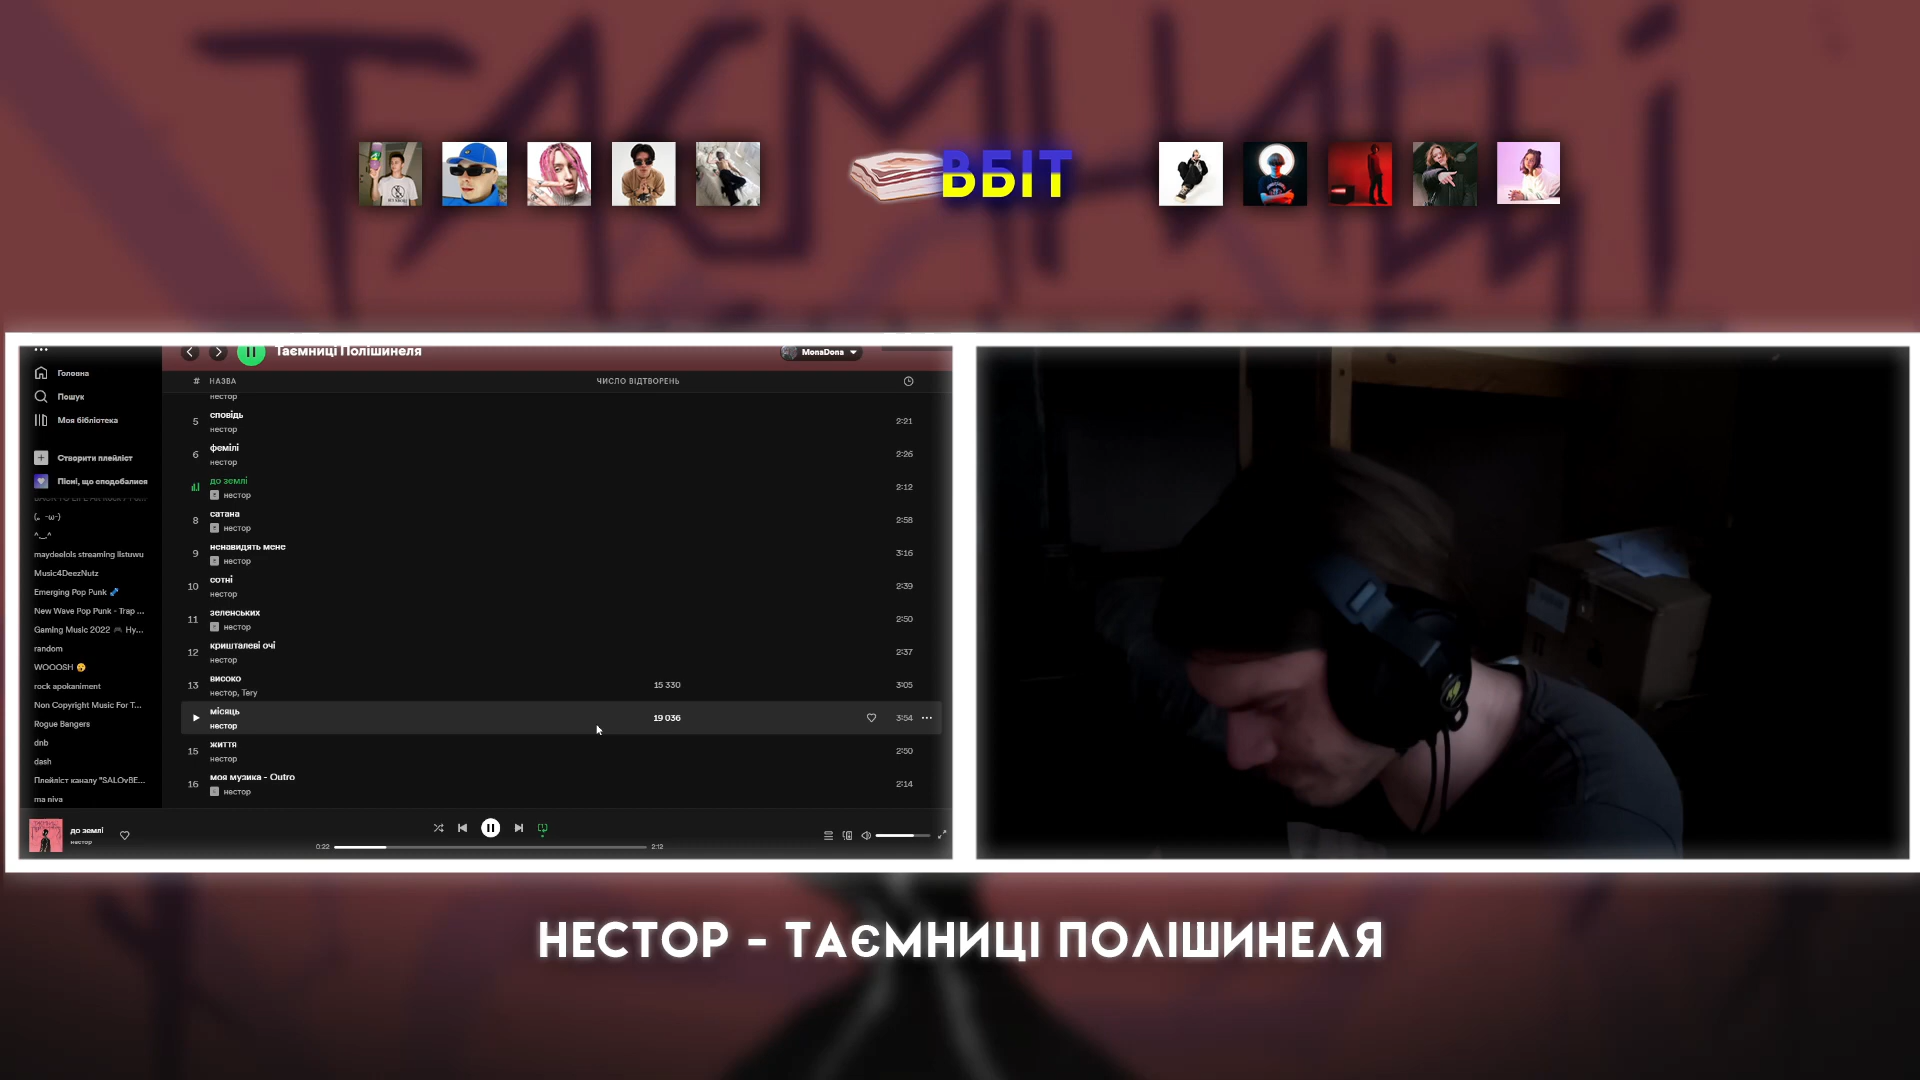 ТАЄМНИЦІ
ВБІТ
Таємниці Полішинеля
MonaDona
# НАЗВА ЧИСЛО ВІДТВОРЕНЬ
Головна
Пошук
Моя бібліотека
Створити плейліст
Пісні, що сподобалися
(。-ω-)
^‿^
maydeelols streaming listuwu
Music4DeezNutz
Emerging Pop Punk
New Wave Pop Punk - Trap ...
Gaming Music 2022 🎮 Hy...
random
WOOOSH 😮
rock apokaniment
Non Copyright Music For T...
Rogue Bangers
dnb
dash
Плейліст каналу "SALOvBE...
ma niva
нестор
5 сповідь 2:21
нестор
6 фемілі 2:26
нестор
до землі 2:12
E нестор
8 сатана 2:58
E нестор
9 ненавидять мене 3:16
E нестор
10 сотні 2:39
нестор
11 зеленських 2:50
E нестор
12 кришталеві очі 2:37
нестор
13 високо 15 330 3:05
нестор, Tery
місяць 19 036 3:54
нестор
15 життя 2:50
нестор
16 моя музика - Outro 2:14
E нестор
до землі
нестор
0:22 2:12
НЕСТОР - ТАЄМНИЦІ ПОЛІШИНЕЛЯ